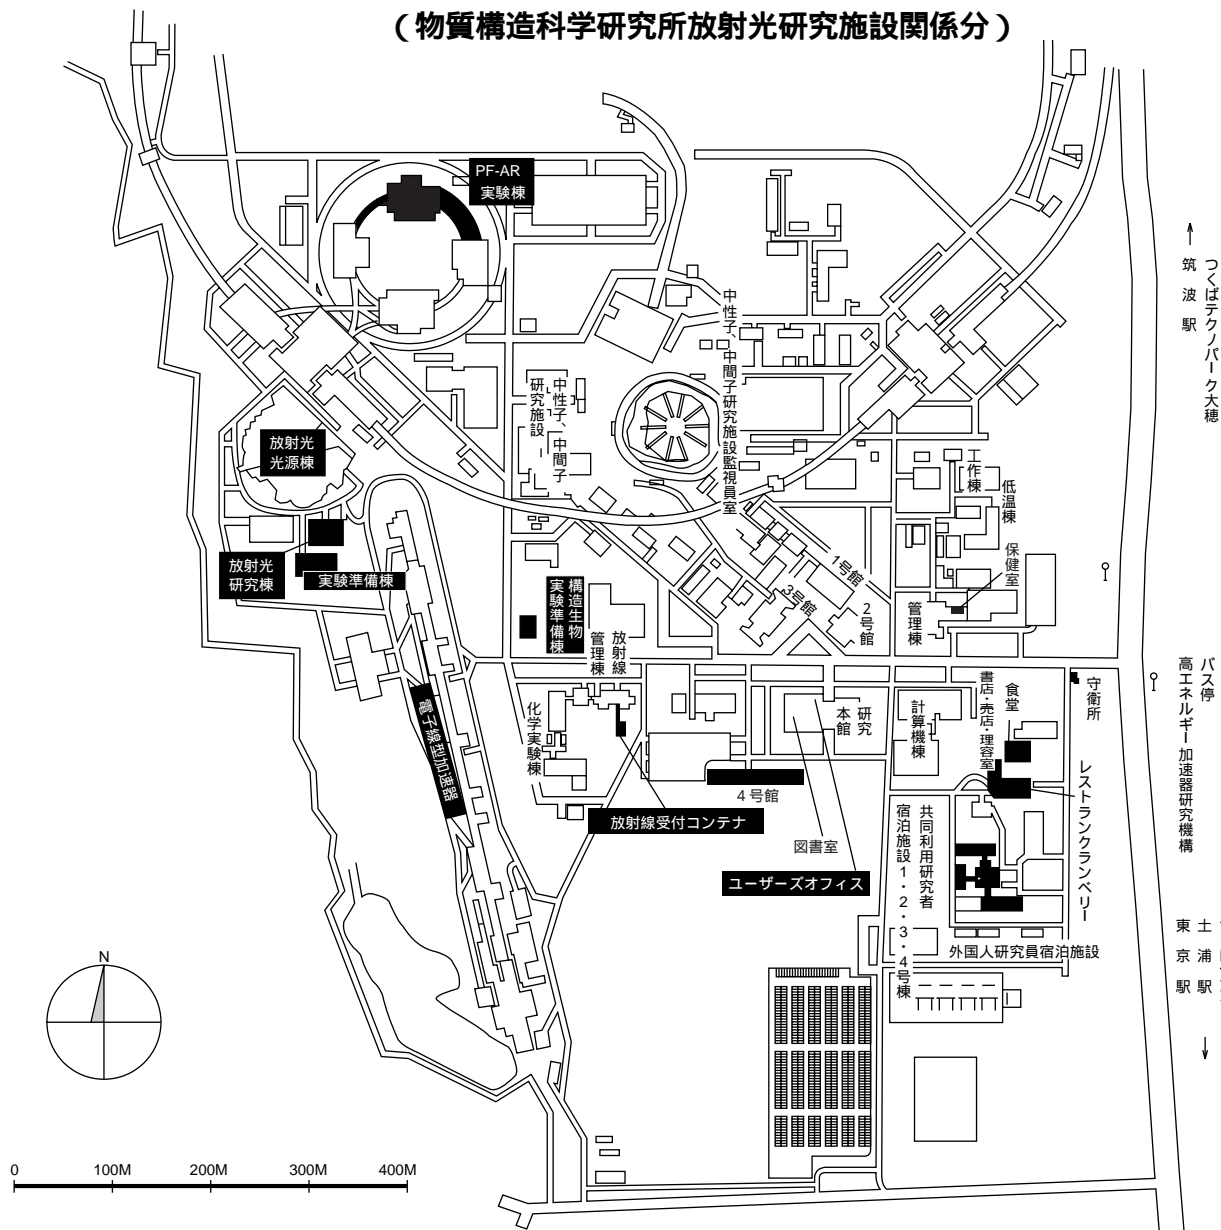 （物質構造科学研究所放射光研究施設関係分）
PF-AR
実験棟
つくばテクノパーク大穂
筑波駅
中性子、中間子研究施設監視員室
中性子、中間子
研究施設
放射光
光源棟
工作棟
低温棟
保健室
放射光
研究棟
実験準備棟
構造生物
実験準備棟
1号館
3号館
2号館
管理棟
放射線
管理棟
バス停
高エネルギー加速器研究機構
守衛所
食堂
書店・売店・理容室
計算機棟
研究
本館
化学実験棟
電子線型加速器
4号館
放射線受付コンテナ
図書室
ユーザーズオフィス
レストランクランベリー
共同利用研究者
宿泊施設1・2・3・4号棟
外国人研究員宿泊施設
土浦駅
東京駅
N
0 100M 200M 300M 400M